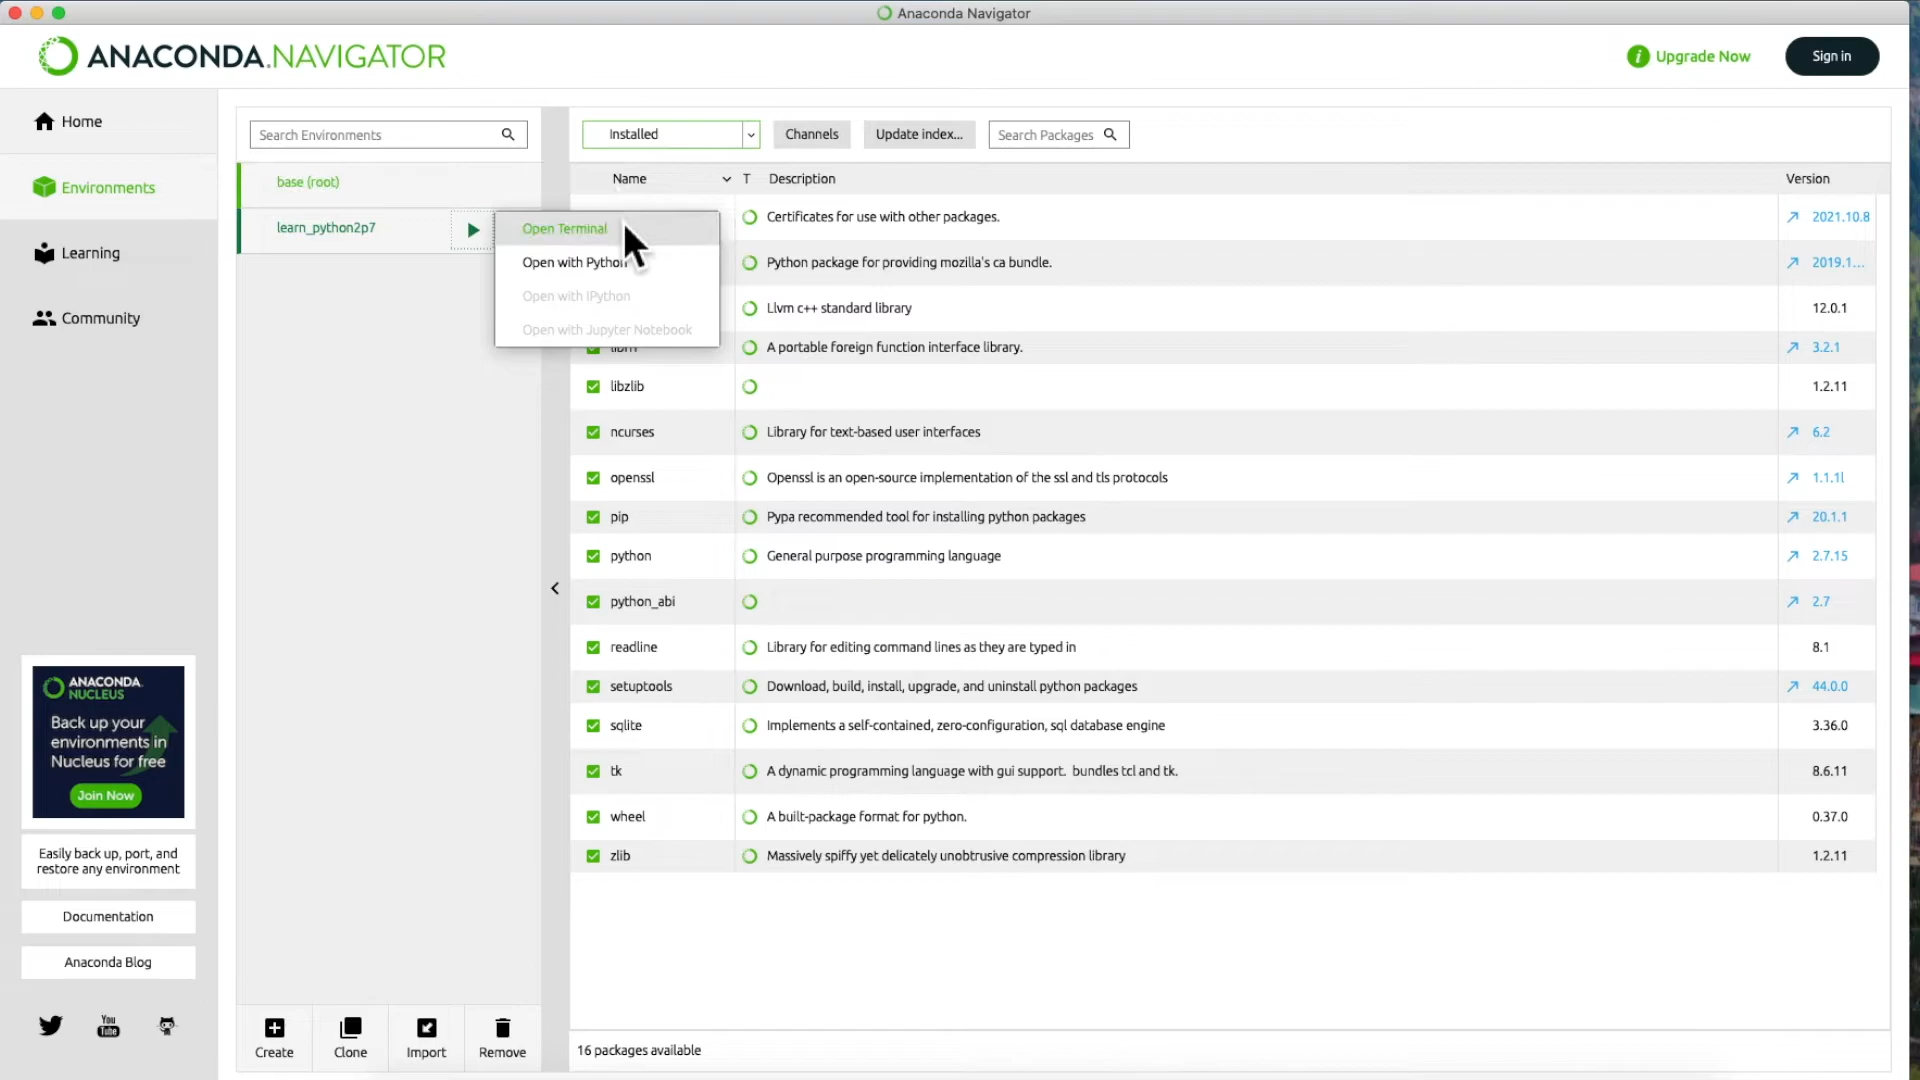 Anaconda Navigator
ANACONDA.NAVIGATOR
Upgrade Now
Sign in
Home
Environments
Learning
Community
Search Environments
base (root)
learn_python2p7
Open Terminal
Open with Python
Open with IPython
Open with Jupyter Notebook
Installed
Channels
Update index...
Search Packages
Name T Description Version
Certificates for use with other packages. 2021.10.8
Python package for providing mozilla's ca bundle. 2019.1...
Llvm c++ standard library 12.0.1
A portable foreign function interface library. 3.2.1
libzlib 1.2.11
ncurses Library for text-based user interfaces 6.2
openssl Openssl is an open-source implementation of the ssl and tls protocols 1.1.1l
pip Pypa recommended tool for installing python packages 20.1.1
python General purpose programming language 2.7.15
python_abi 2.7
readline Library for editing command lines as they are typed in 8.1
setuptools Download, build, install, upgrade, and uninstall python packages 44.0.0
sqlite Implements a self-contained, zero-configuration, sql database engine 3.36.0
tk A dynamic programming language with gui support. bundles tcl and tk. 8.6.11
wheel A built-package format for python. 0.37.0
zlib Massively spiffy yet delicately unobtrusive compression library 1.2.11
ANACONDA.
NUCLEUS
Back up your
environments in
Nucleus for free
Join Now
Easily back up, port, and
restore any environment
Documentation
Anaconda Blog
You
Tube
Create
Clone
Import
Remove
16 packages available